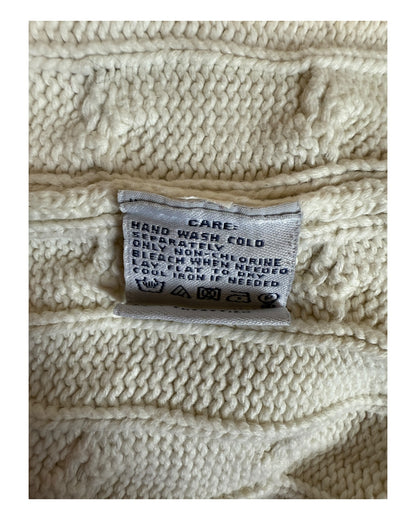 CARE:
HAND WASH COLD
SEPARATELY
ONLY NON-CHLORINE
BLEACH WHEN NEEDED
LAY FLAT TO DRY
COOL IRON IF NEEDED